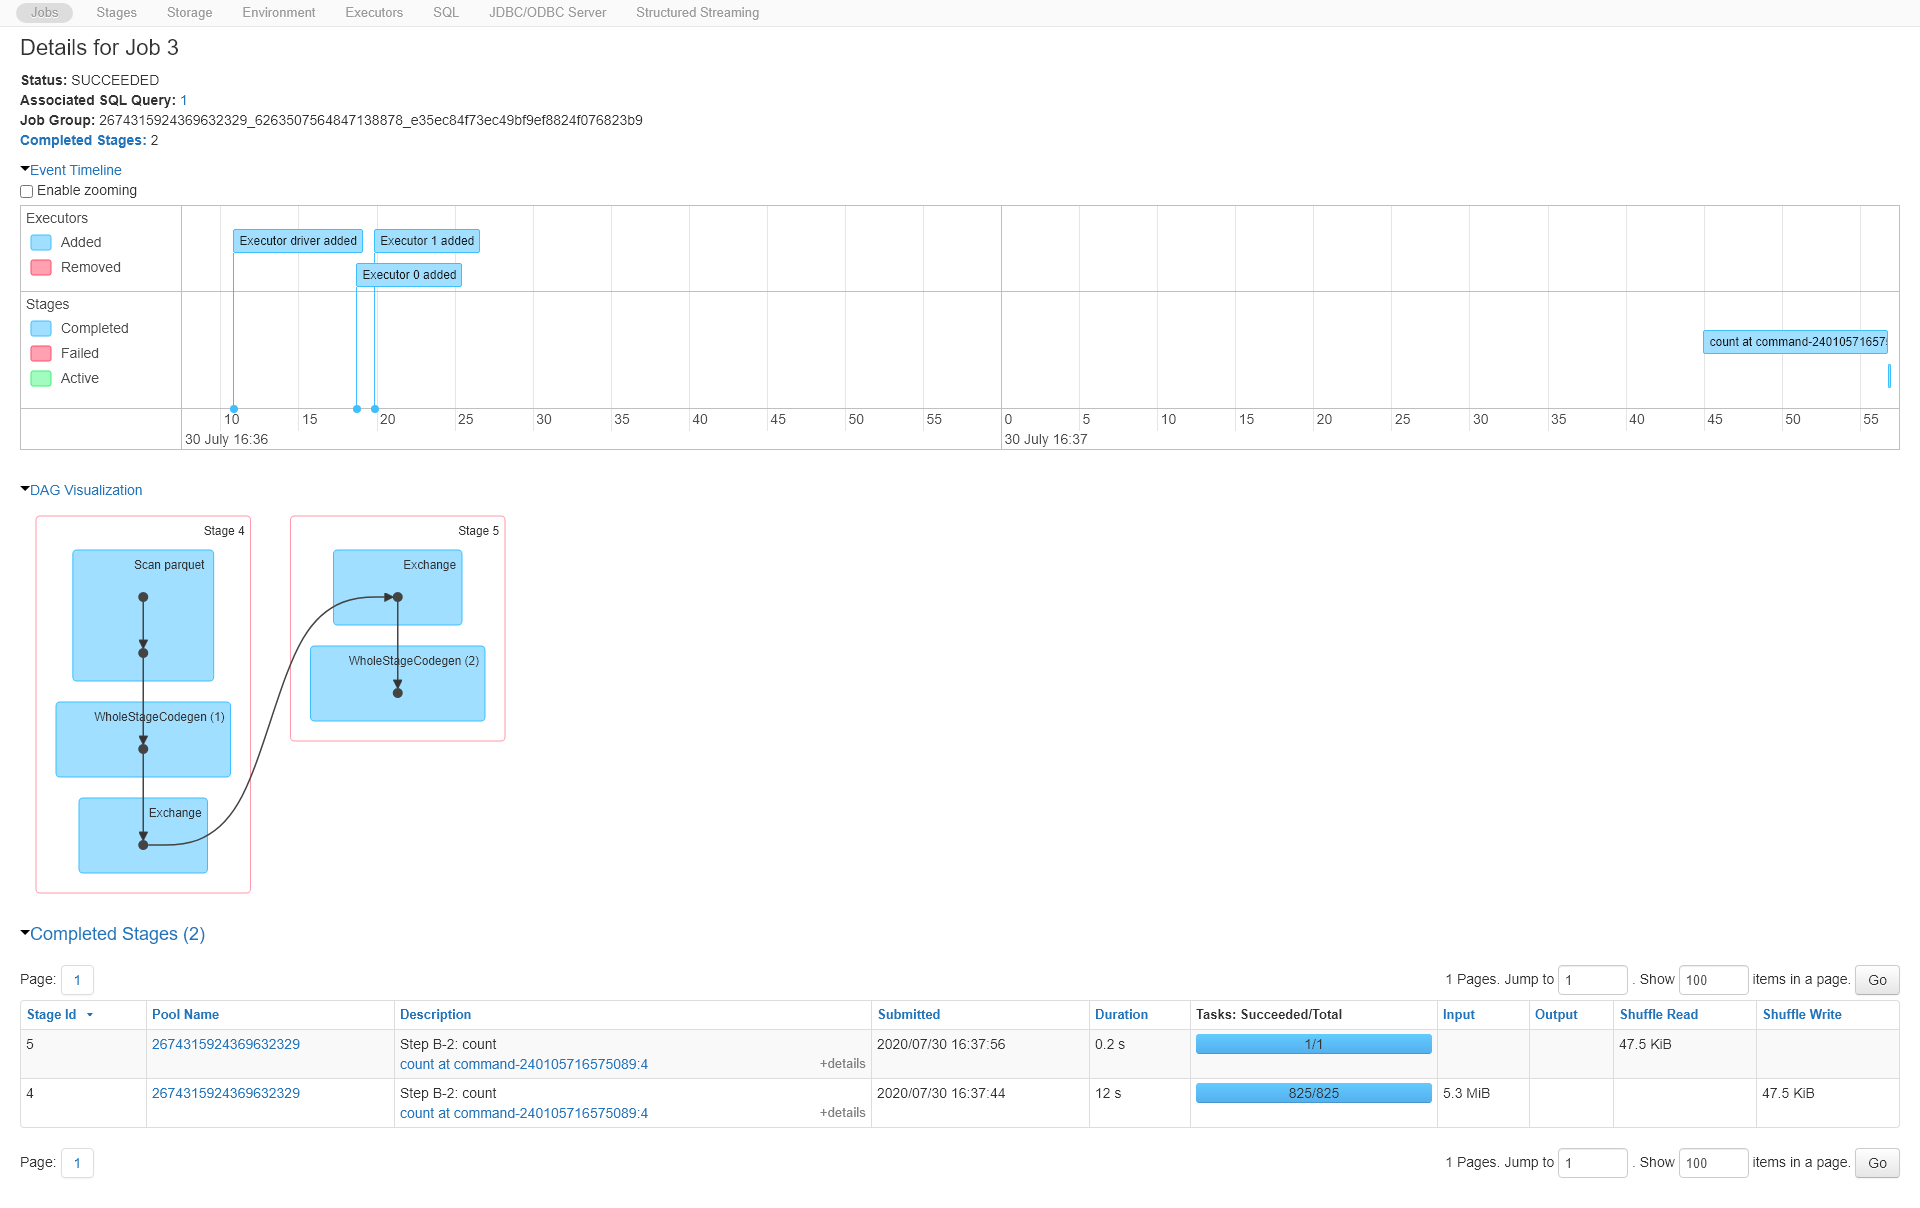 Jobs Stages Storage Environment Executors SQL JDBC/ODBC Server Structured Streaming
Details for Job 3
Status: SUCCEEDED
Associated SQL Query: 1
Job Group: 2674315924369632329_6263507564847138878_e35ec84f73ec49bf9ef8824f076823b9
Completed Stages: 2
Event Timeline
Enable zooming
Executors
Added
Removed
Executor driver added
Executor 1 added
Executor 0 added
Stages
Completed
Failed
Active
count at command-240105716575
10 15 20 25 30 35 40 45 50 55 0 5 10 15 20 25 30 35 40 45 50 55
30 July 16:36 30 July 16:37
DAG Visualization
Stage 4
Scan parquet
WholeStageCodegen (1)
Exchange
Stage 5
Exchange
WholeStageCodegen (2)
Completed Stages (2)
Page: 1 1 Pages. Jump to 1 . Show 100 items in a page. Go
Stage Id Pool Name Description Submitted Duration Tasks: Succeeded/Total Input Output Shuffle Read Shuffle Write
5 2674315924369632329 Step B-2: count 2020/07/30 16:37:56 0.2 s 1/1 47.5 KiB
count at command-240105716575089:4 +details
4 2674315924369632329 Step B-2: count 2020/07/30 16:37:44 12 s 825/825 5.3 MiB 47.5 KiB
count at command-240105716575089:4 +details
Page: 1 1 Pages. Jump to 1 . Show 100 items in a page. Go